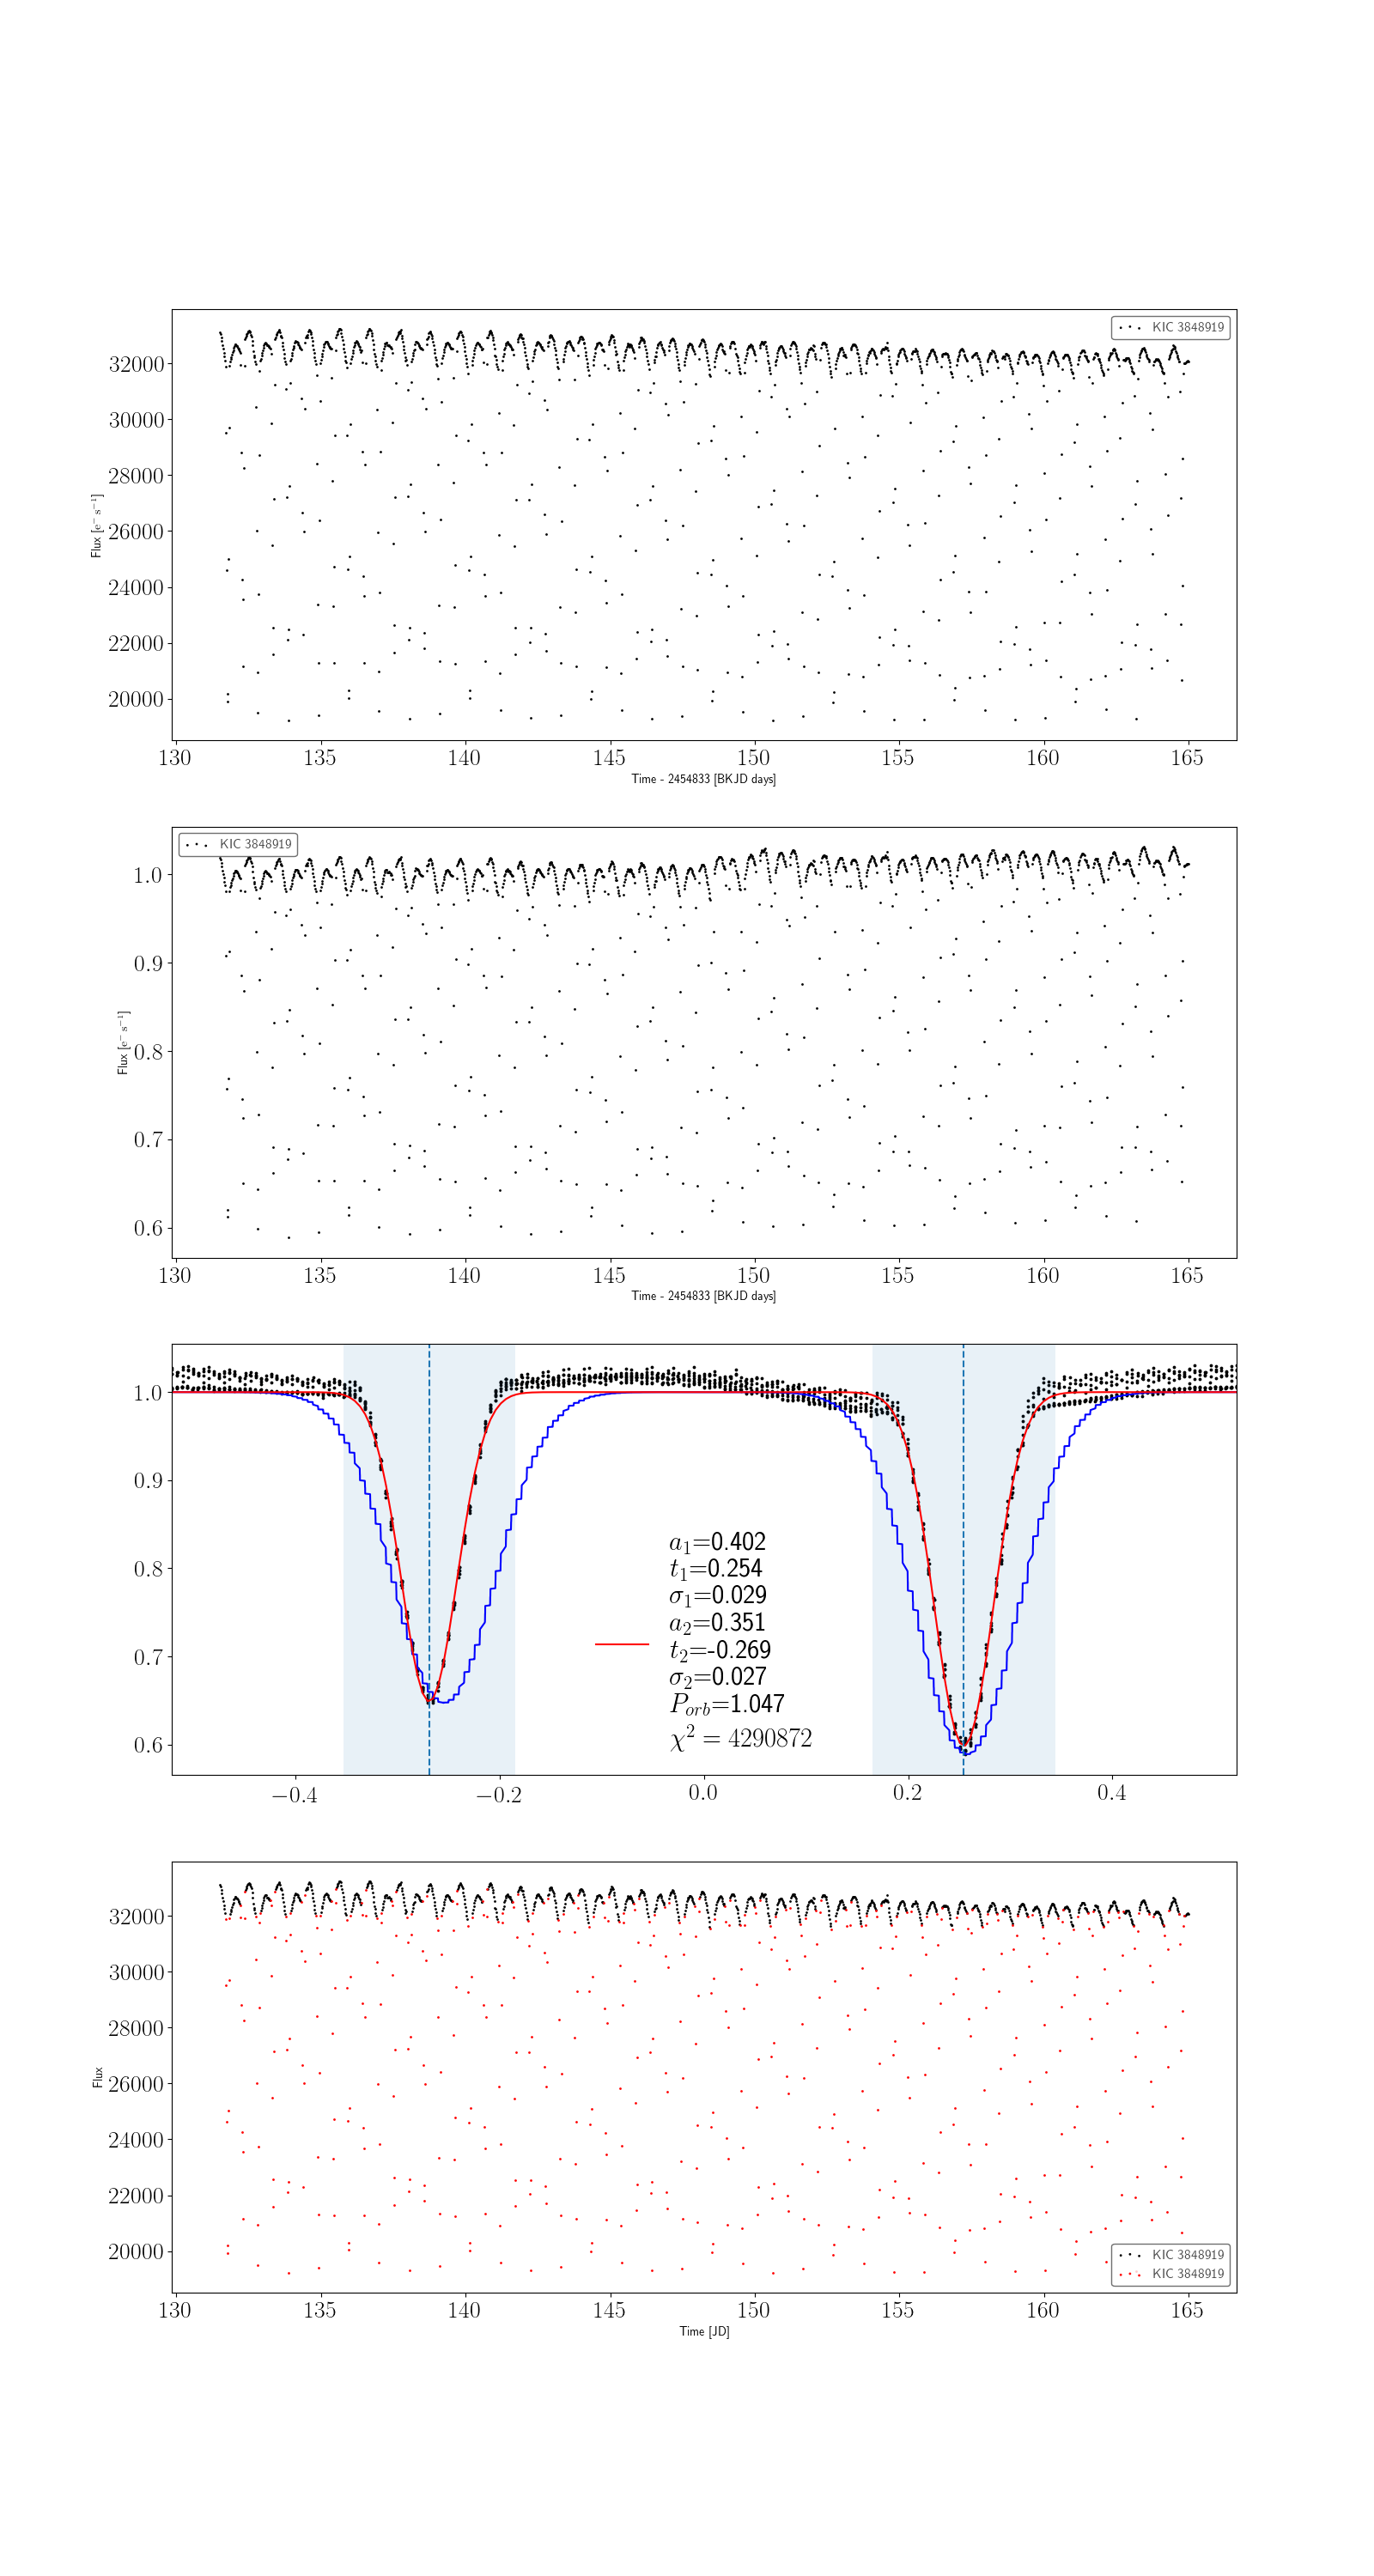 KIC 3848919
32000
30000
28000
26000
24000
22000
20000
Flux [e⁻ s⁻¹]
130 135 140 145 150 155 160 165
Time - 2454833 [BKJD days]
KIC 3848919
1.0
0.9
0.8
0.7
0.6
Flux [e⁻ s⁻¹]
130 135 140 145 150 155 160 165
Time - 2454833 [BKJD days]
1.0
0.9
0.8
0.7
0.6
a₁=0.402
t₁=0.254
σ₁=0.029
a₂=0.351
t₂=-0.269
σ₂=0.027
Pₒᵣb=1.047
χ² = 4290872
−0.4 −0.2 0.0 0.2 0.4
32000
30000
28000
26000
24000
22000
20000
Flux
KIC 3848919
KIC 3848919
130 135 140 145 150 155 160 165
Time [JD]